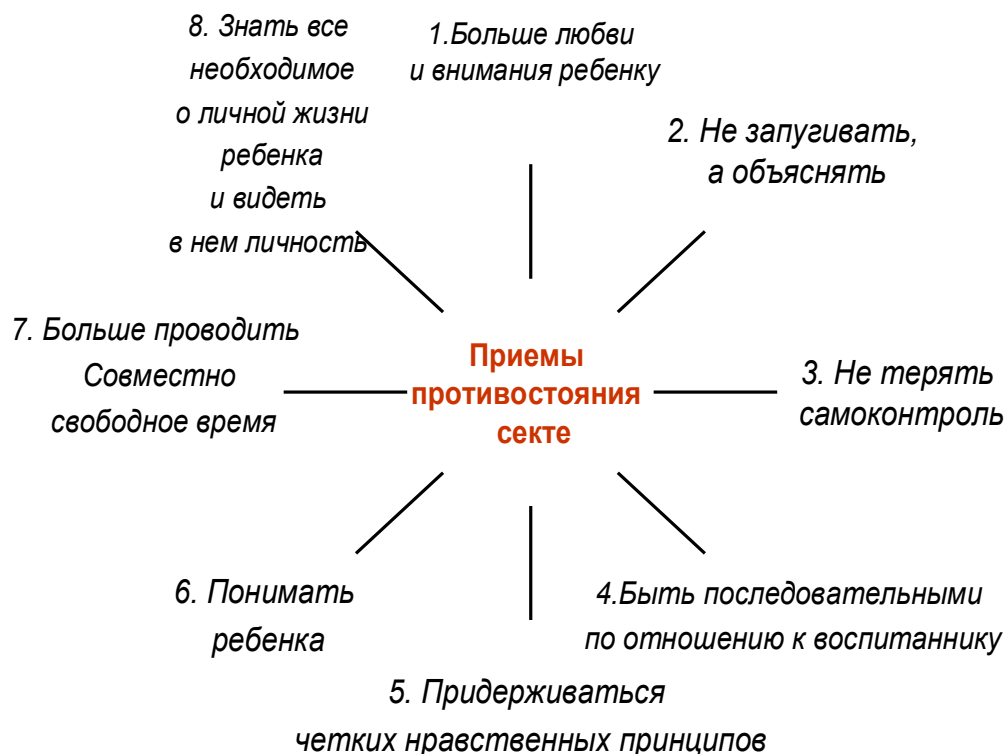 8. Знать все
необходимое
о личной жизни
ребенка
и видеть
в нем личность
1.Больше любви
и внимания ребенку
2. Не запугивать,
а объяснять
7. Больше проводить
Совместно
свободное время
Приемы
противостояния
секте
3. Не терять
самоконтроль
6. Понимать
ребенка
4.Быть последовательными
по отношению к воспитаннику
5. Придерживаться
четких нравственных принципов